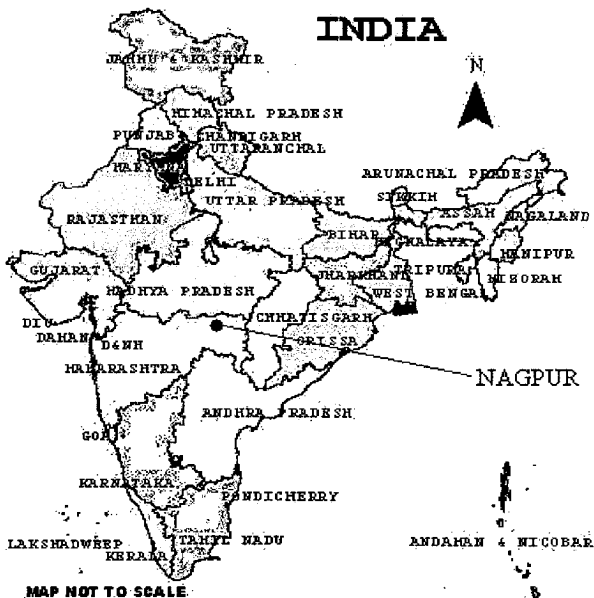 INDIA
N
JAMMU & KASHMIR
HIMACHAL PRADESH
PUNJAB
CHANDIGARH
UTTARANCHAL
HARYANA
DELHI
ARUNACHAL PRADESH
UTTAR PRADESH
SIKKIM
RAJASTHAN
ASSAM
NAGALAND
BIHAR
MEGHALAYA
MANIPUR
GUJARAT
JHARKHAND
TRIPURA
MIZORAM
MADHYA PRADESH
WEST BENGAL
CHHATISGARH
DIU
DAMAN
D&NH
ORISSA
MAHARASHTRA
NAGPUR
ANDHRA PRADESH
GOA
KARNATAKA
PONDICHERRY
LAKSHADWEEP
TAMIL NADU
ANDAMAN & NICOBAR
KERALA
MAP NOT TO SCALE